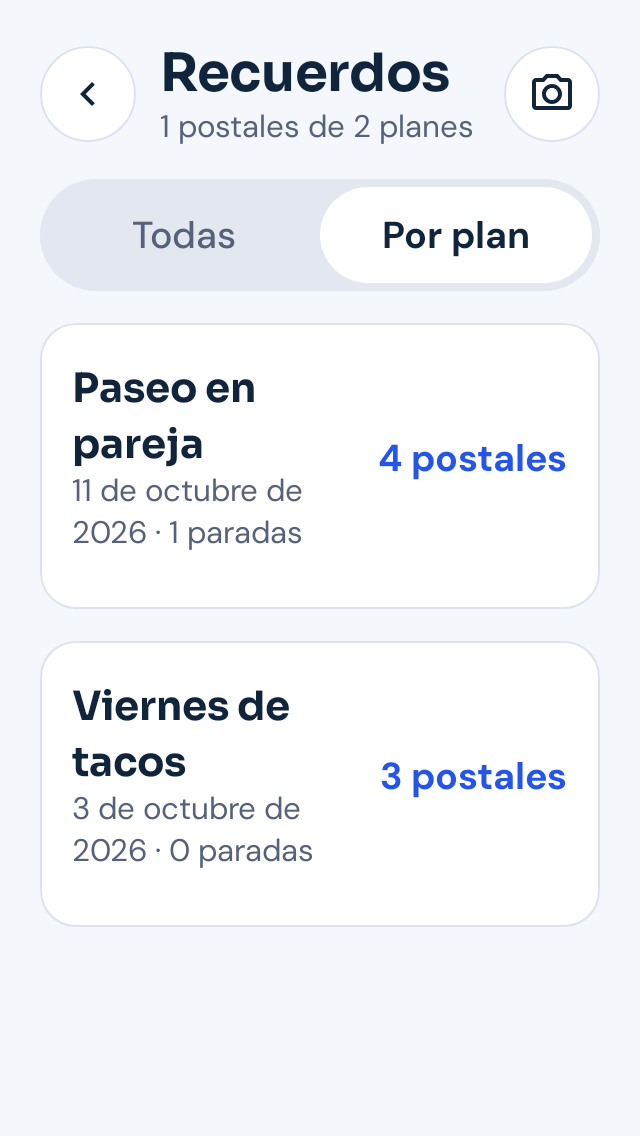 Recuerdos
1 postales de 2 planes
Todas
Por plan
Paseo en
pareja
11 de octubre de
2026 · 1 paradas
4 postales
Viernes de
tacos
3 de octubre de
2026 · 0 paradas
3 postales